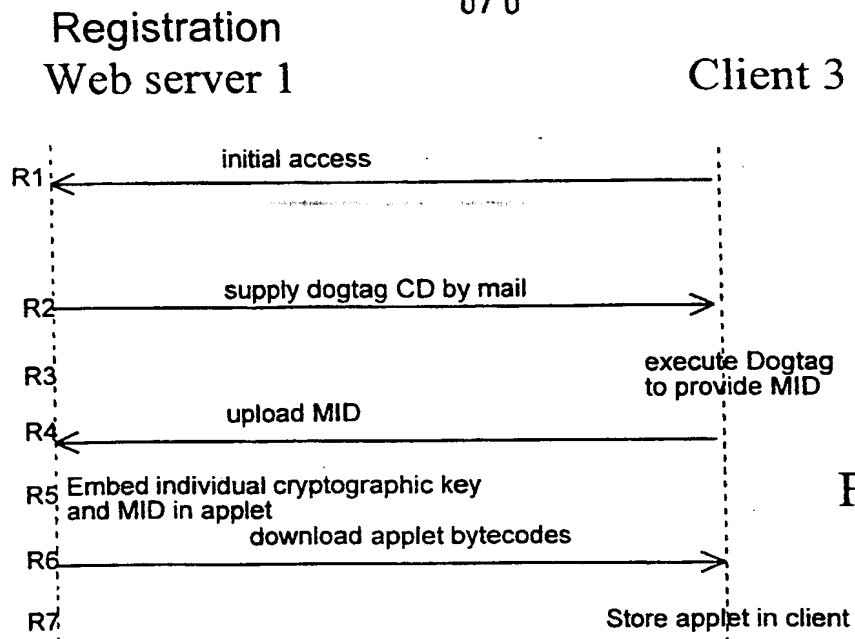 Registration
Web server 1
Client 3
R1
initial access
R2
supply dogtag CD by mail
R3
execute Dogtag
to provide MID
R4
upload MID
R5
Embed individual cryptographic key
and MID in applet
R6
download applet bytecodes
R7
Store applet in client